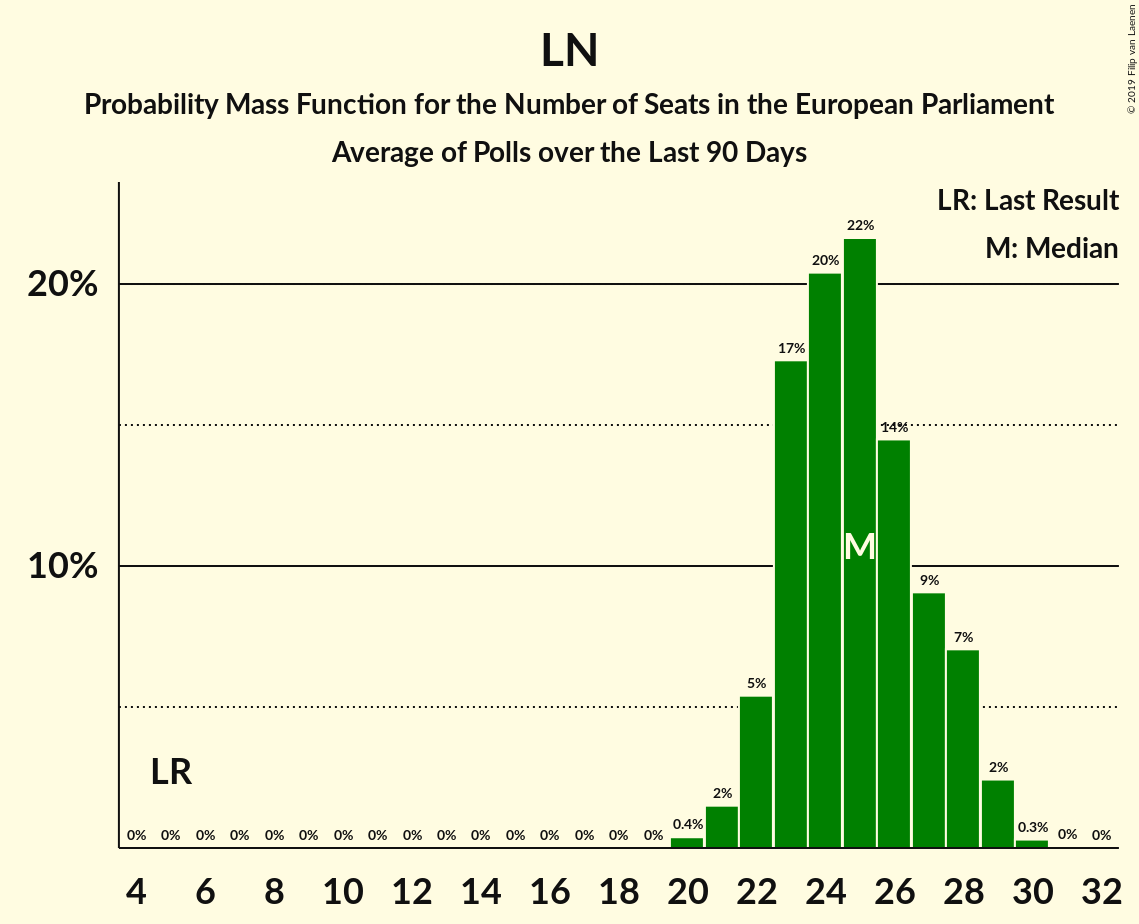 LN
Probability Mass Function for the Number of Seats in the European Parliament
Average of Polls over the Last 90 Days
© 2019 Filip van Laenen
LR: Last Result
M: Median
20%
10%
22%
20%
17%
14%
M
9%
7%
5%
LR
2%
2%
0% 0% 0% 0% 0% 0% 0% 0% 0% 0% 0% 0% 0% 0% 0% 0% 0.4% 0.3% 0% 0%
4 6 8 10 12 14 16 18 20 22 24 26 28 30 32